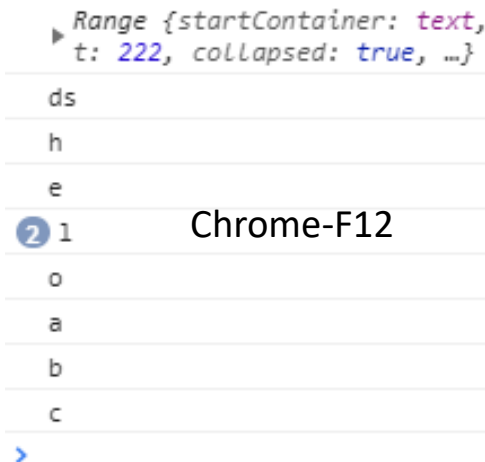 Range {startContainer: text,
t: 222, collapsed: true, …}
ds
h
e
2 l
Chrome-F12
o
a
b
c